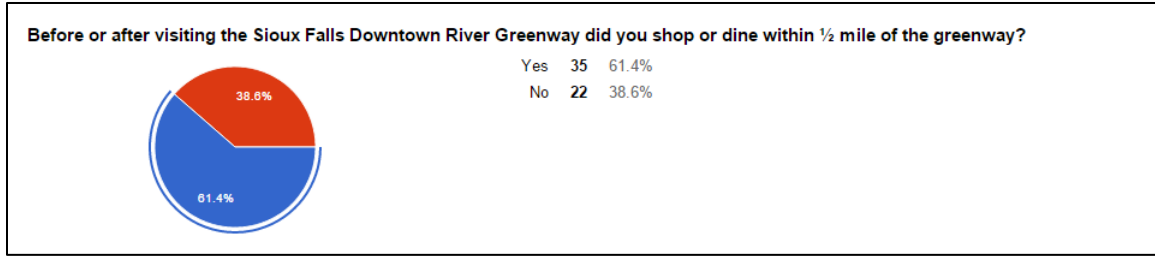 Before or after visiting the Sioux Falls Downtown River Greenway did you shop or dine within ½ mile of the greenway?
Yes 35 61.4%
No 22 38.6%
38.6%
61.4%